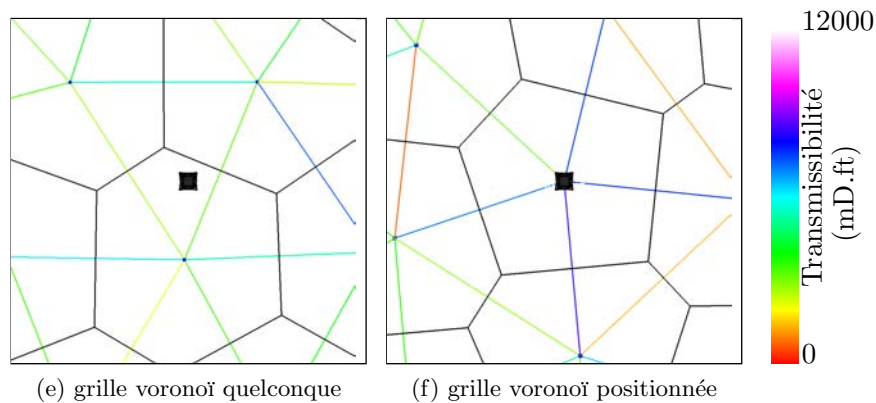 12000
Transmissibilité
(mD.ft)
0
(e) grille voronoï quelconque
(f) grille voronoï positionnée